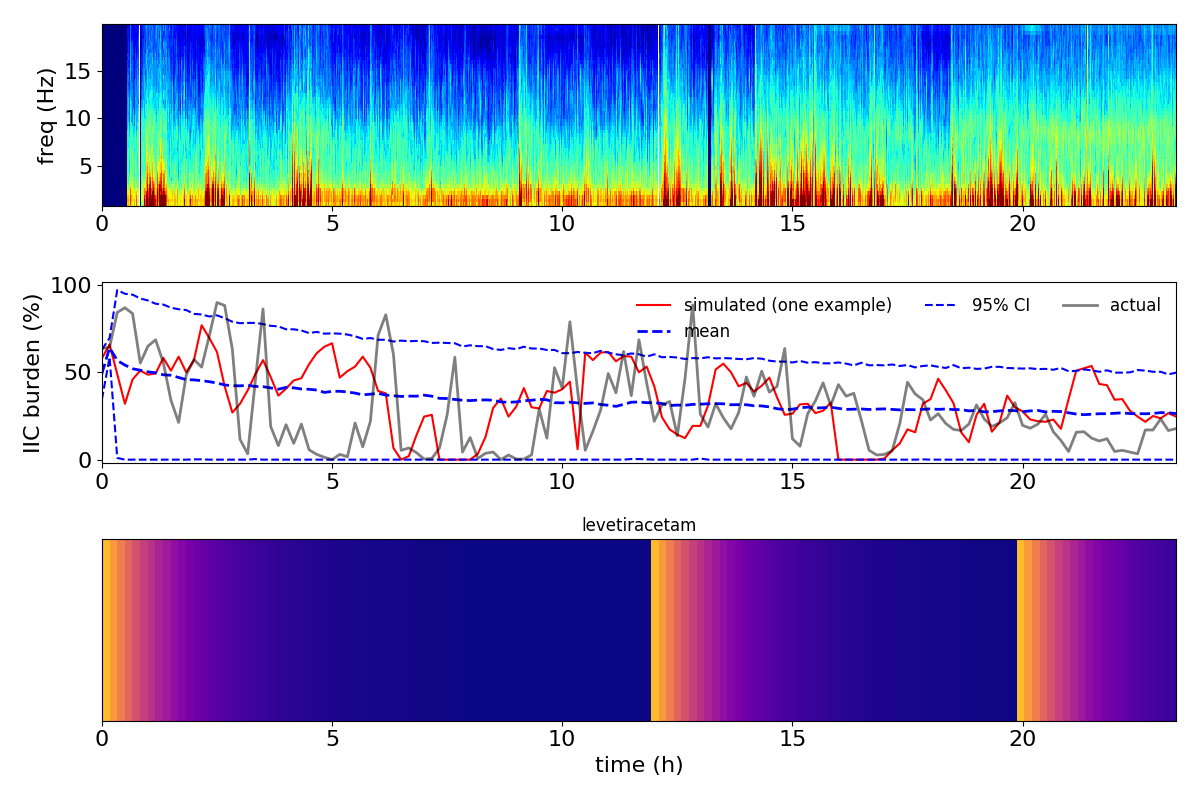 freq (Hz)
15
10
5
0 5 10 15 20
IIC burden (%)
100
50
0
simulated (one example)
mean
95% CI
actual
0 5 10 15 20
levetiracetam
0 5 10 15 20
time (h)